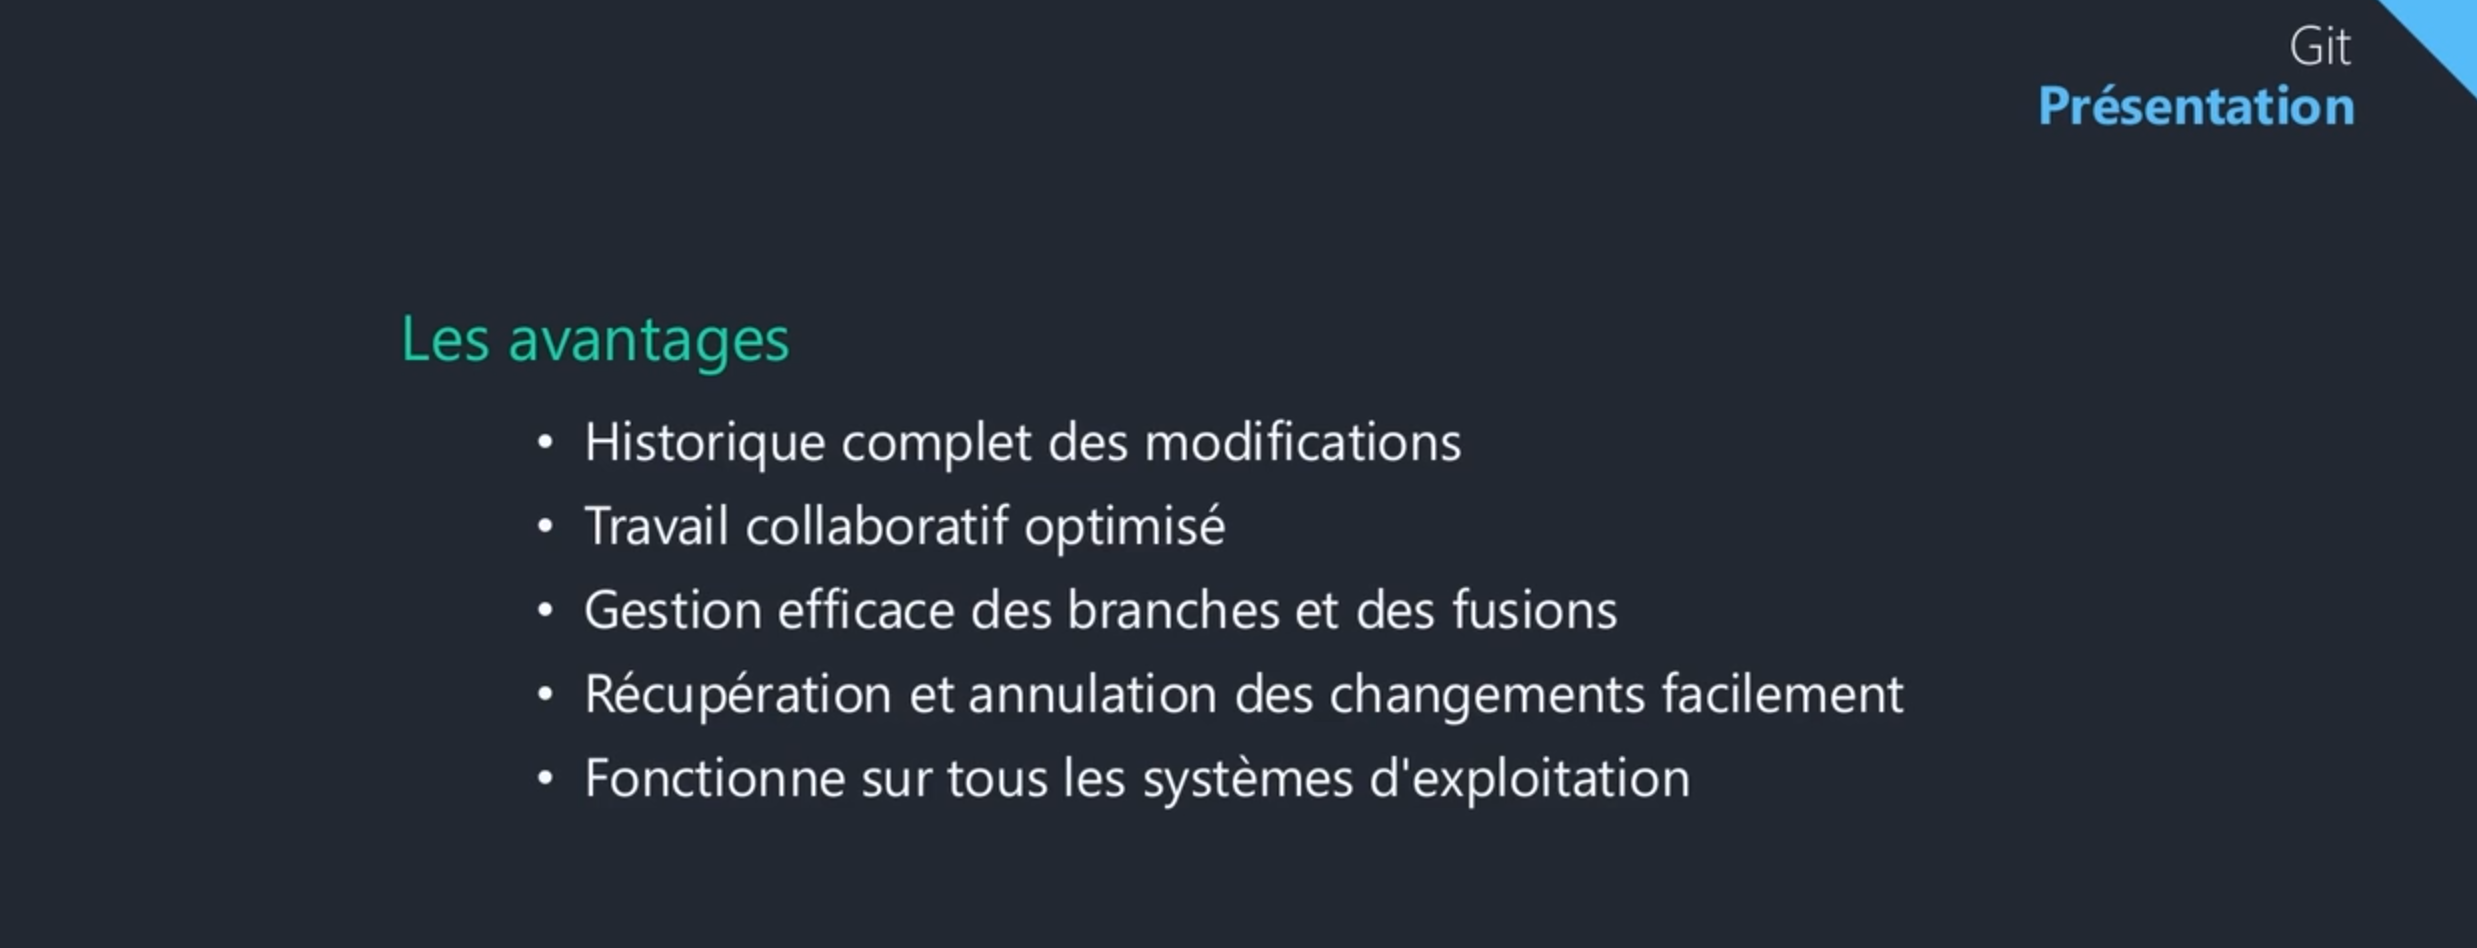 Git
Présentation
Les avantages
• Historique complet des modifications
• Travail collaboratif optimisé
• Gestion efficace des branches et des fusions
• Récupération et annulation des changements facilement
• Fonctionne sur tous les systèmes d'exploitation